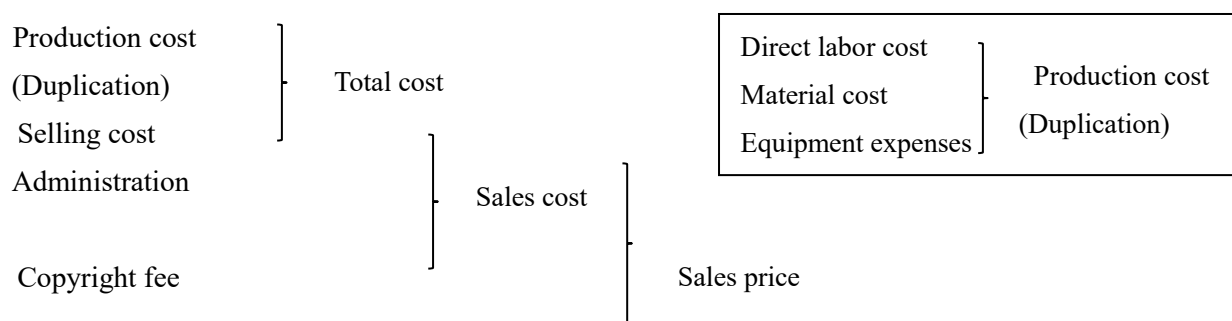 Production cost
(Duplication)
Selling cost
Administration
Copyright fee
Total cost
Sales cost
Sales price
Direct labor cost
Material cost
Equipment expenses
Production cost
(Duplication)